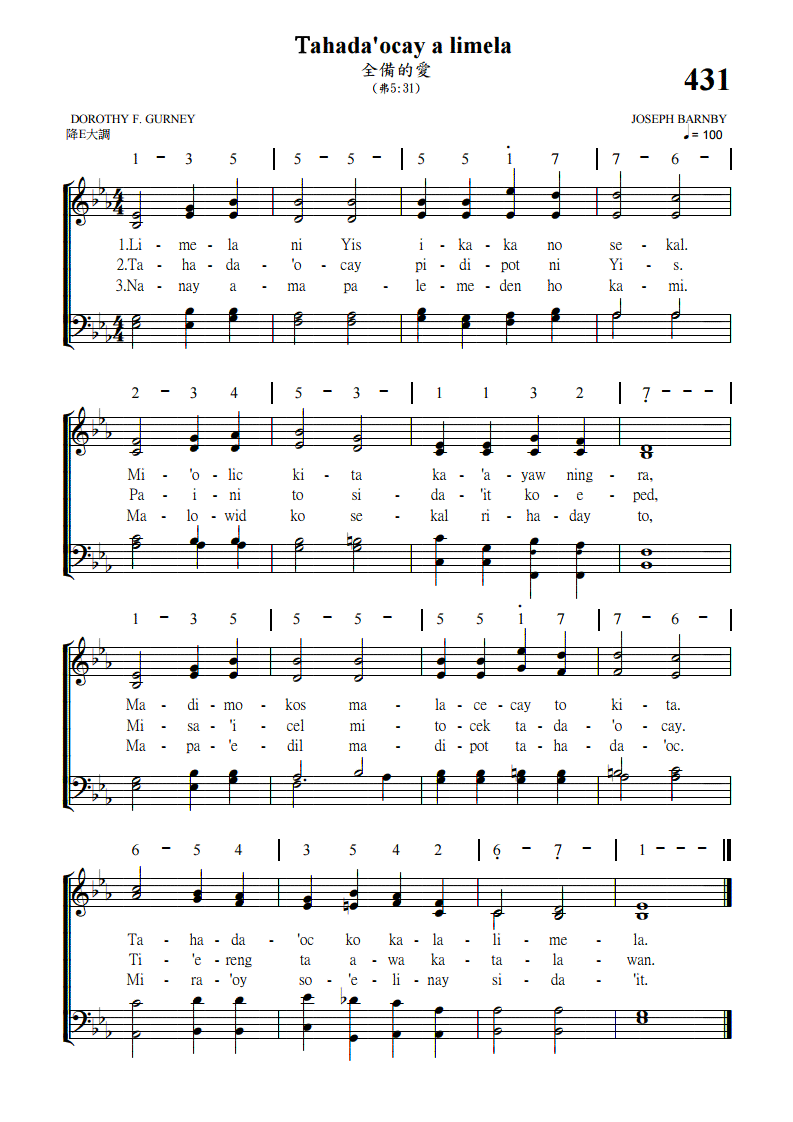 Tahada'ocay a limela
全備的愛
(弗5:31)
431
DOROTHY F. GURNEY
JOSEPH BARNBY
降E大調
♩ = 100
1 - 3 5 | 5 - 5 - | 5 5 i 7 | 7 - 6 - |
1.Li - me - la ni Yis i - ka - ka no se - kal.
2.Ta - ha - da - 'o - cay pi - di - pot ni Yi - s.
3.Na - nay a - ma pa - le - me - den ho ka - mi.
2 - 3 4 | 5 - 3 - | 1 1 3 2 | 7̣ - - - |
Mi - 'o - lic ki - ta ka - 'a - yaw ning - ra,
Pa - i - ni to si - da - 'it ko - e - ped,
Ma - lo - wid ko se - kal ri - ha - day to,
1 - 3 5 | 5 - 5 - | 5 5 i 7 | 7 - 6 - |
Ma - di - mo - kos ma - la - ce - cay to ki - ta.
Mi - sa - 'i - cel mi - to - cek ta - da - 'o - cay.
Ma - pa - 'e - dil ma - di - pot ta - ha - da - 'oc.
6 - 5 4 | 3 5 4 2 | 6̣ - 7̣ - | 1 - - - ||
Ta - ha - da - 'oc ko ka - la - li - me - la.
Ti - 'e - reng ta a - wa ka - ta - la - wan.
Mi - ra - 'oy so - 'e - li - nay si - da - 'it.